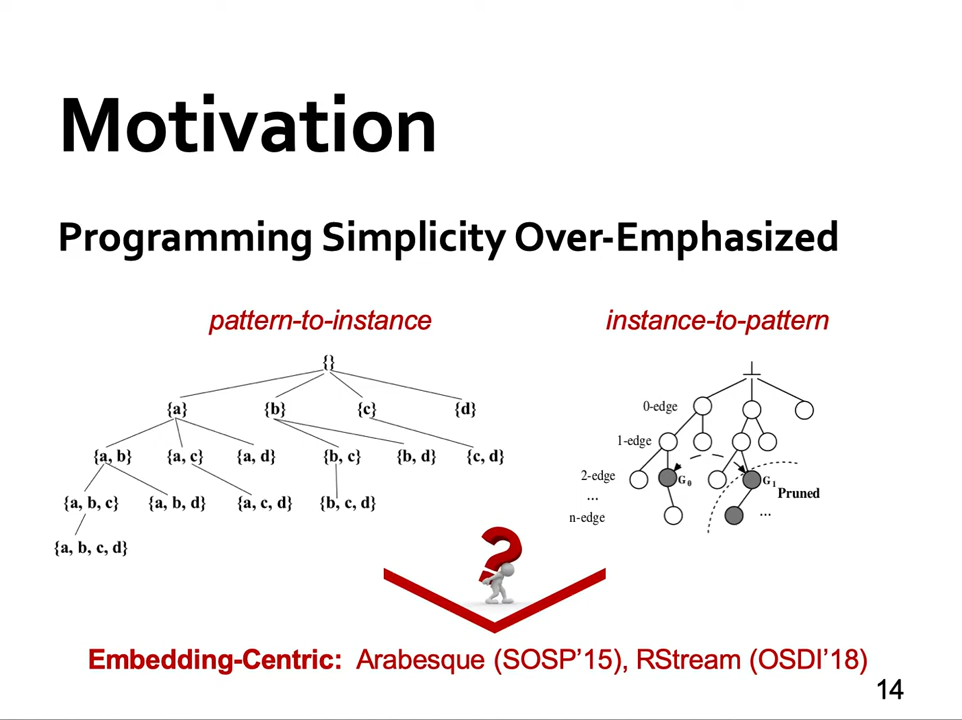 Motivation
Programming Simplicity Over-Emphasized
pattern-to-instance
instance-to-pattern
{}
{a} {b} {c} {d}
{a, b} {a, c} {a, d} {b, c} {b, d} {c, d}
{a, b, c} {a, b, d} {a, c, d} {b, c, d}
{a, b, c, d}
0-edge
1-edge
2-edge
...
n-edge
G0
G1
Pruned
...
?
Embedding-Centric: Arabesque (SOSP’15), RStream (OSDI’18)
14